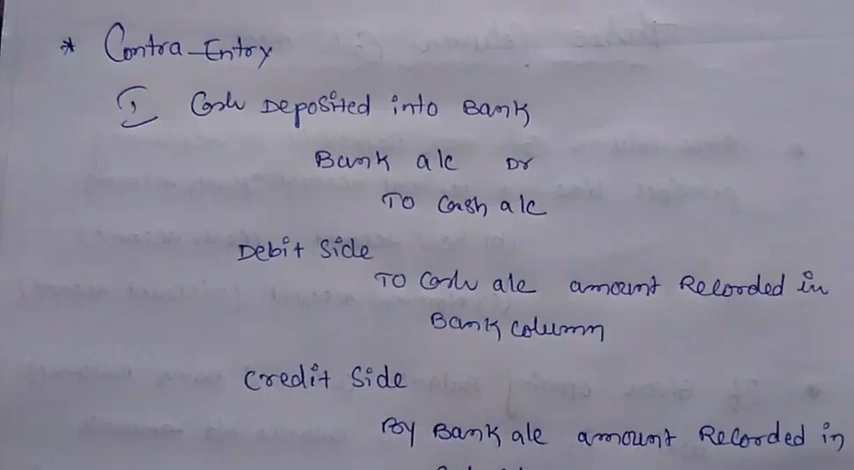 * Contra Entry
1 Cash Deposited into Bank
Bank a/c Dr
To Cash a/c
Debit Side
To Cash a/c amount Recorded in
Bank column
Credit Side
By Bank a/c amount Recorded in